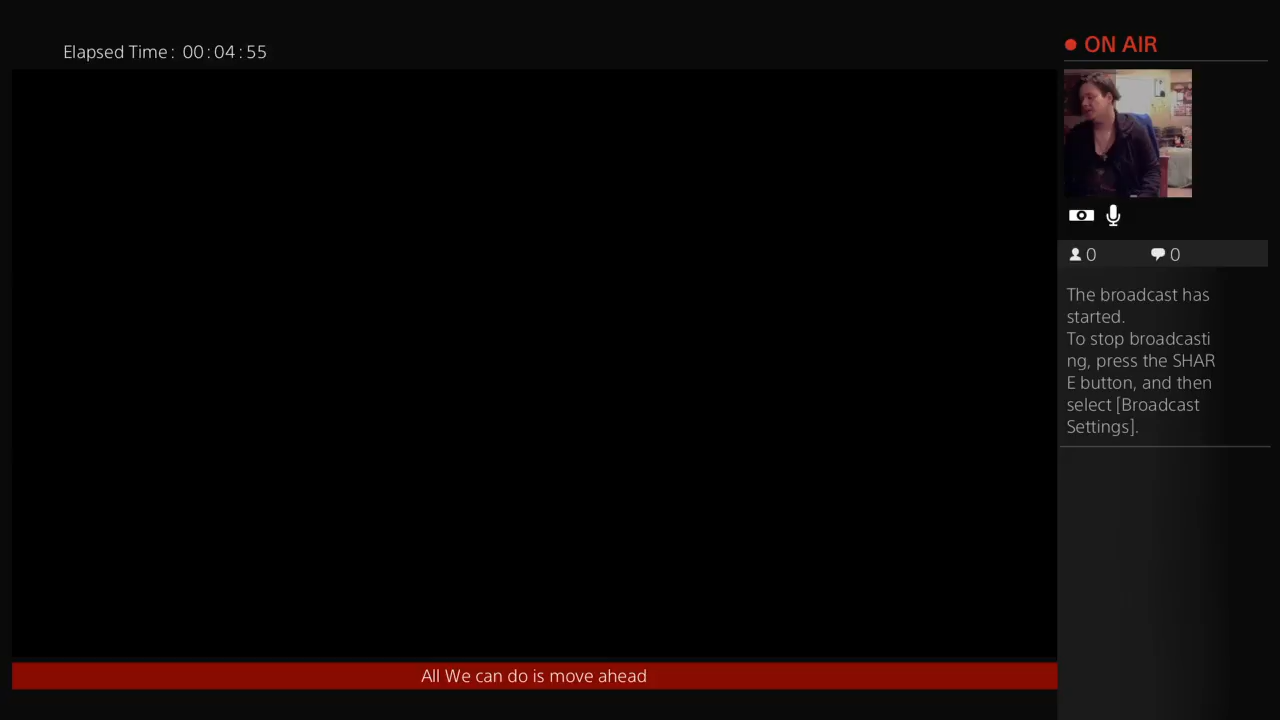 Elapsed Time: 00:04:55
ON AIR
0 0
The broadcast has
started.
To stop broadcasti
ng, press the SHAR
E button, and then
select [Broadcast
Settings].
All We can do is move ahead